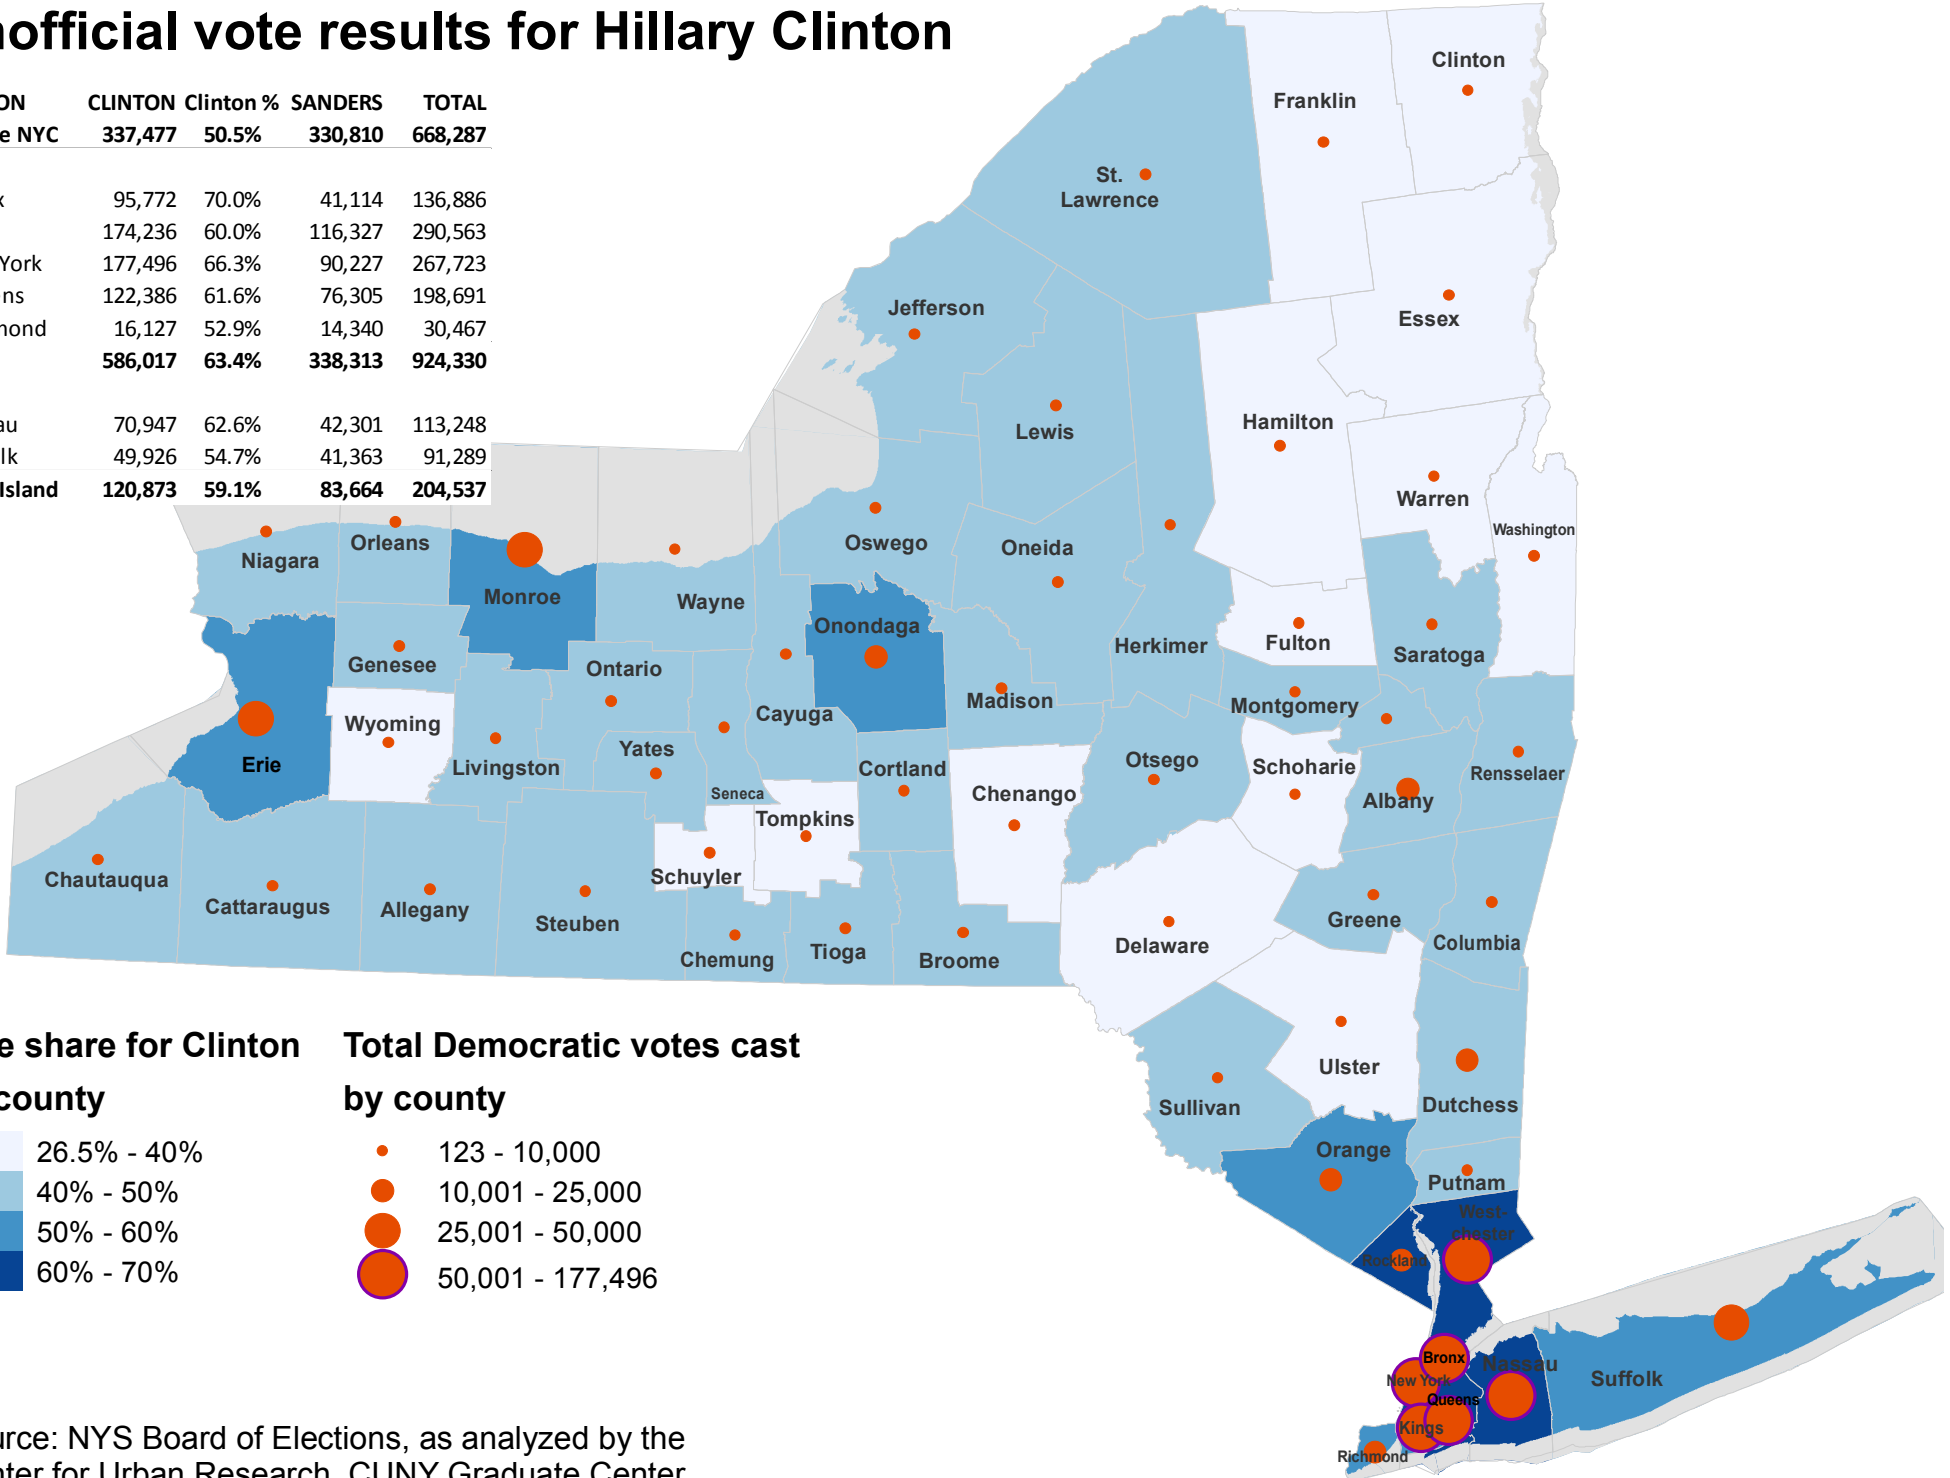 nofficial vote results for Hillary Clinton
ON CLINTON Clinton % SANDERS TOTAL
e NYC 337,477 50.5% 330,810 668,287
x 95,772 70.0% 41,114 136,886
174,236 60.0% 116,327 290,563
York 177,496 66.3% 90,227 267,723
ns 122,386 61.6% 76,305 198,691
mond 16,127 52.9% 14,340 30,467
586,017 63.4% 338,313 924,330
au 70,947 62.6% 42,301 113,248
lk 49,926 54.7% 41,363 91,289
Island 120,873 59.1% 83,664 204,537
Clinton
Franklin
St.
Lawrence
Jefferson
Essex
Lewis
Hamilton
Warren
Washington
Niagara
Orleans
Monroe
Wayne
Oswego
Oneida
Onondaga
Herkimer
Fulton
Saratoga
Genesee
Ontario
Madison
Montgomery
Wyoming
Cayuga
Erie
Livingston
Yates
Seneca
Cortland
Otsego
Schoharie
Rensselaer
Albany
Chenango
Tompkins
Schuyler
Chautauqua
Cattaraugus
Allegany
Steuben
Chemung
Tioga
Broome
Delaware
Greene
Columbia
Ulster
Sullivan
Dutchess
Orange
Putnam
West-
chester
Rockland
Bronx
New York
Nassau
Queens
Kings
Suffolk
Richmond
e share for Clinton
county
26.5% - 40%
40% - 50%
50% - 60%
60% - 70%
Total Democratic votes cast
by county
123 - 10,000
10,001 - 25,000
25,001 - 50,000
50,001 - 177,496
urce: NYS Board of Elections, as analyzed by the
nter for Urban Research, CUNY Graduate Center